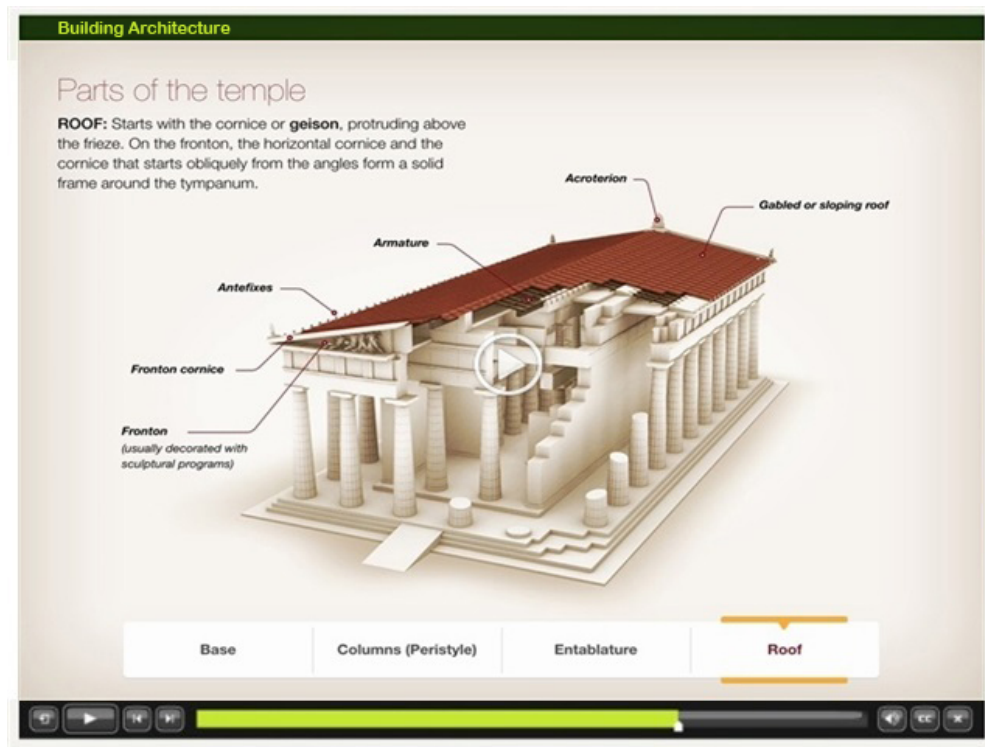 Building Architecture
Parts of the temple
ROOF: Starts with the cornice or geison, protruding above
the frieze. On the fronton, the horizontal cornice and the
cornice that starts obliquely from the angles form a solid
frame around the tympanum.
Acroterion
Gabled or sloping roof
Armature
Antefixes
Fronton cornice
Fronton
(usually decorated with
sculptural programs)
Base
Columns (Peristyle)
Entablature
Roof
CC